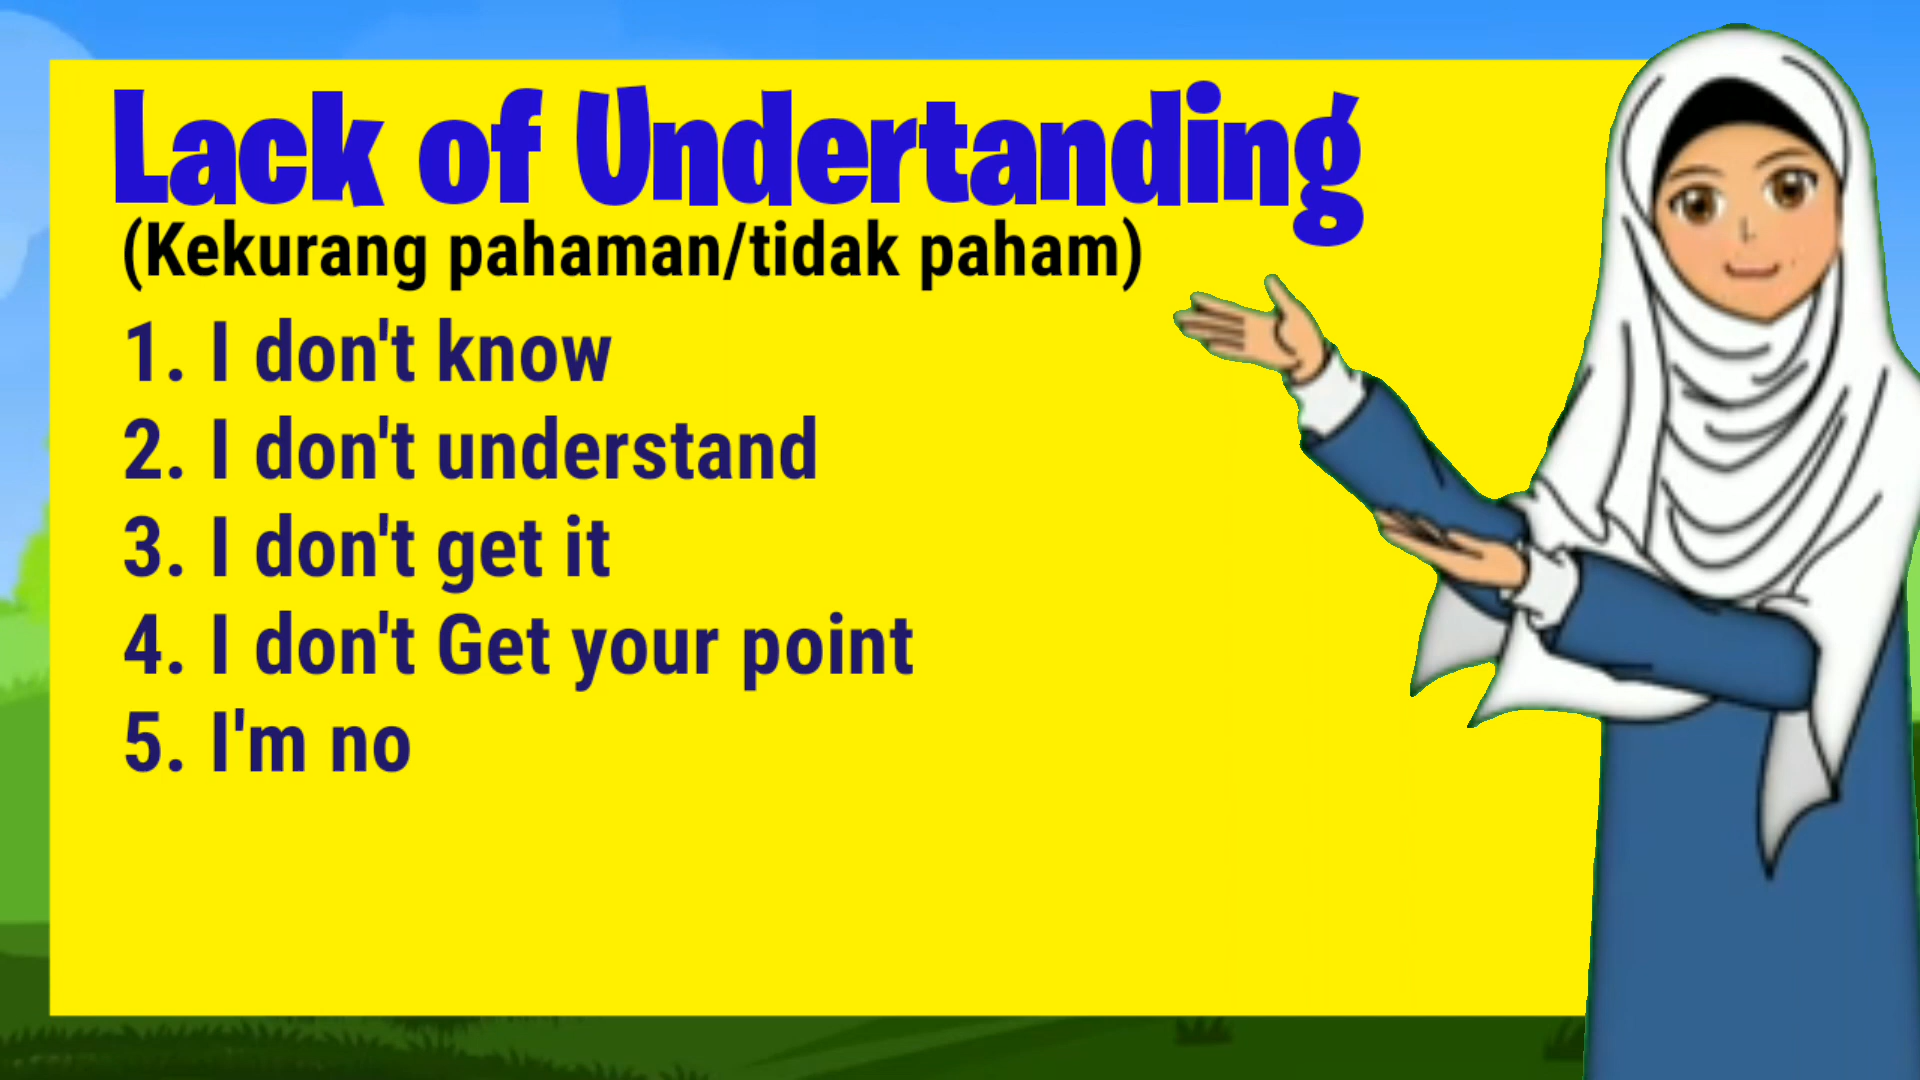 Lack of Undertanding
(Kekurang pahaman/tidak paham)
1. I don't know
2. I don't understand
3. I don't get it
4. I don't Get your point
5. I'm no